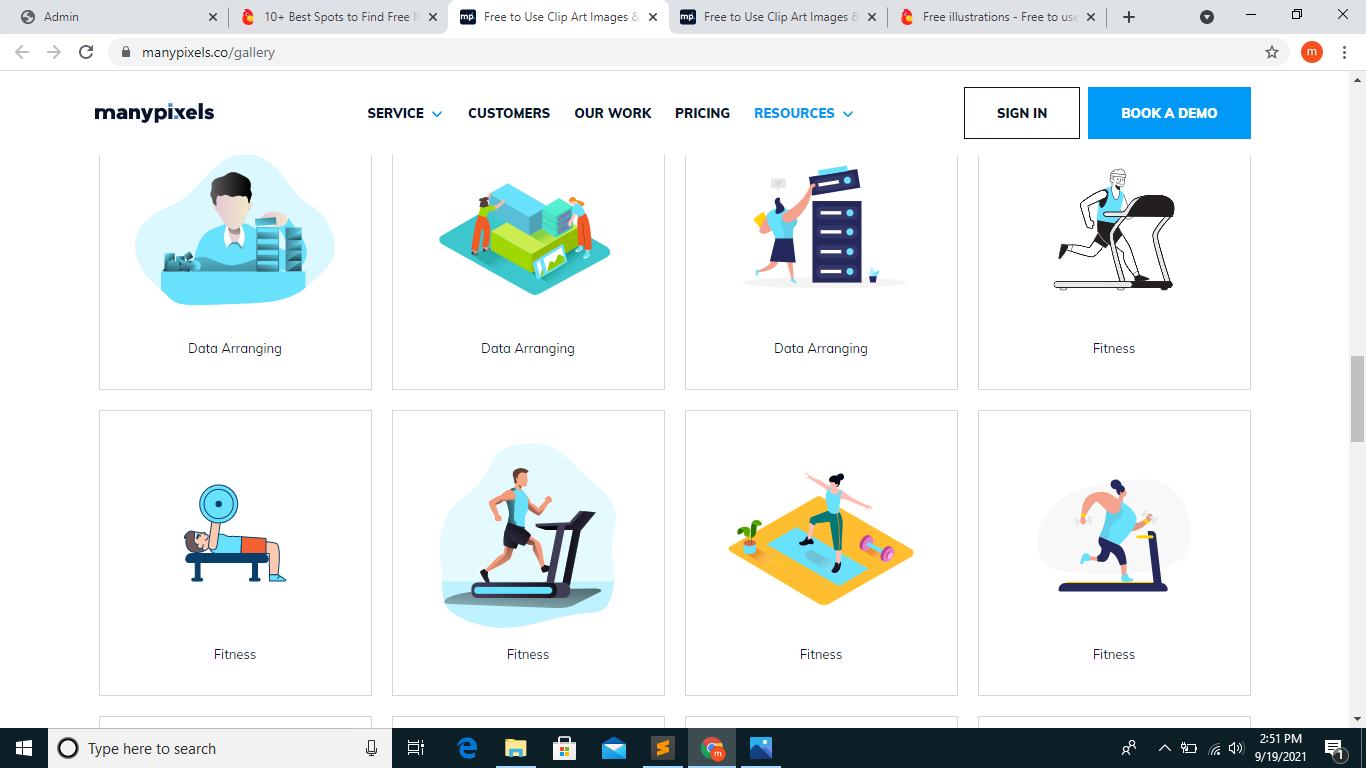 Admin
10+ Best Spots to Find Free Il
Free to Use Clip Art Images &
Free to Use Clip Art Images &
Free illustrations - Free to use
manypixels.co/gallery
m
manypixels
SERVICE
CUSTOMERS
OUR WORK
PRICING
RESOURCES
SIGN IN
BOOK A DEMO
Data Arranging
Data Arranging
Data Arranging
Fitness
Fitness
Fitness
Fitness
Fitness
Type here to search
2:51 PM
9/19/2021
1